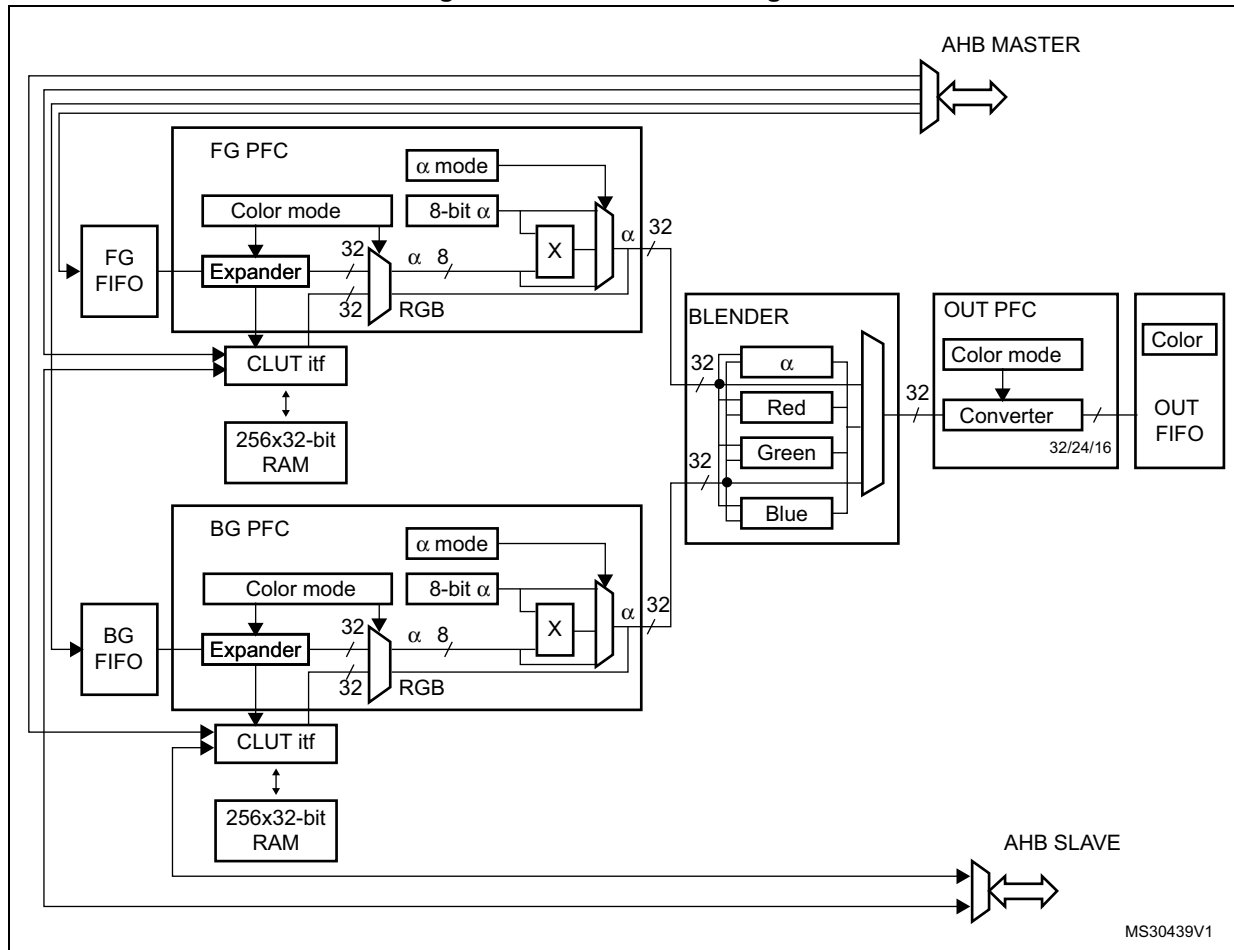 AHB MASTER
FG PFC
α mode
8-bit α
Color mode
FG
FIFO
Expander
32
32
α 8
X
RGB
α
32
CLUT itf
256x32-bit
RAM
BLENDER
32
32
α
Red
Green
Blue
32
OUT PFC
Color mode
Converter
32/24/16
Color
OUT
FIFO
BG PFC
α mode
8-bit α
Color mode
BG
FIFO
Expander
32
32
α 8
X
RGB
α
32
CLUT itf
256x32-bit
RAM
AHB SLAVE
MS30439V1